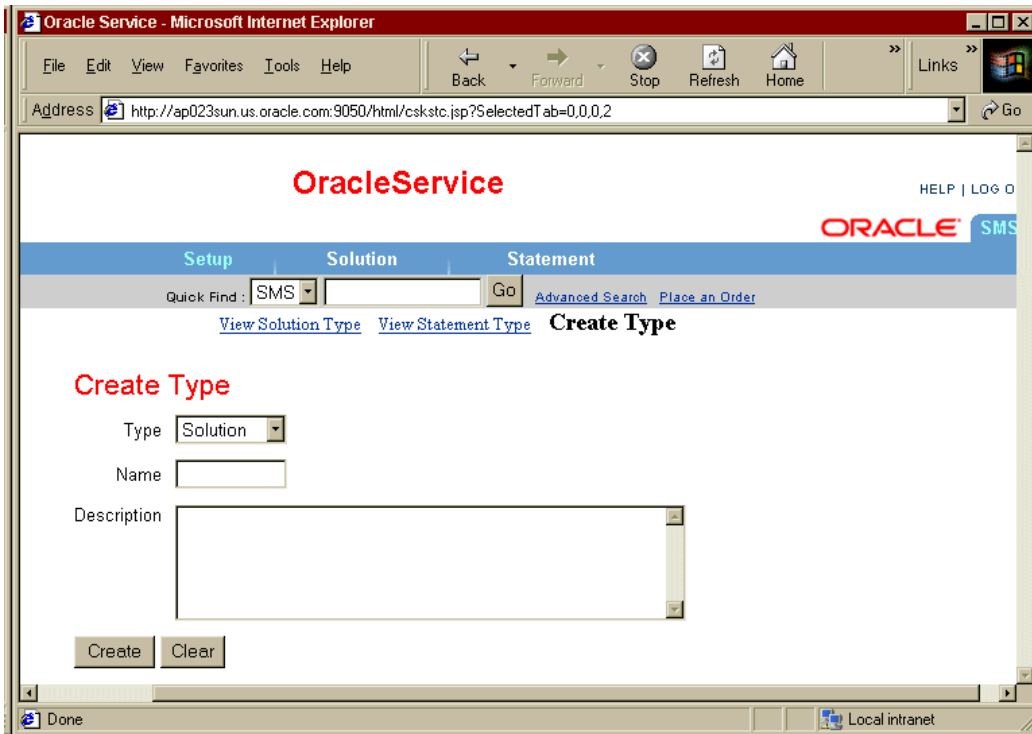 Oracle Service - Microsoft Internet Explorer
File Edit View Favorites Tools Help Back Forward Stop Refresh Home » Links »
Address http://ap023sun.us.oracle.com:9050/html/cskstc.jsp?SelectedTab=0,0,0,2 Go
OracleService
HELP | LOG O
ORACLE SMS
Setup Solution Statement
Quick Find : SMS Go Advanced Search Place an Order
View Solution Type View Statement Type Create Type
Create Type
Type Solution
Name
Description
Create Clear
Done Local intranet